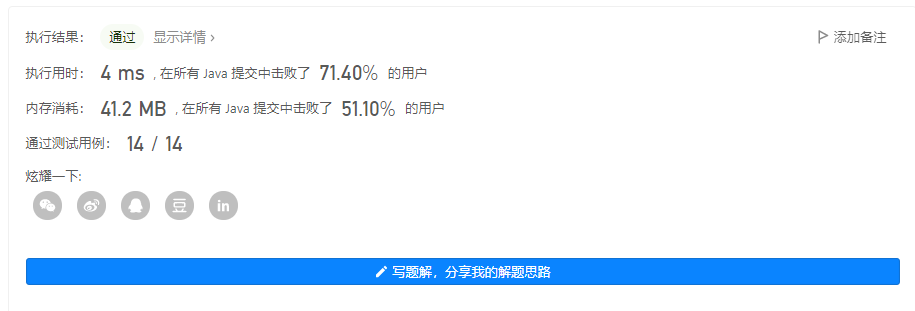 执行结果： 通过 显示详情 › 添加备注
执行用时： 4 ms , 在所有 Java 提交中击败了 71.40% 的用户
内存消耗： 41.2 MB , 在所有 Java 提交中击败了 51.10% 的用户
通过测试用例： 14 / 14
炫耀一下:
豆 in
写题解，分享我的解题思路